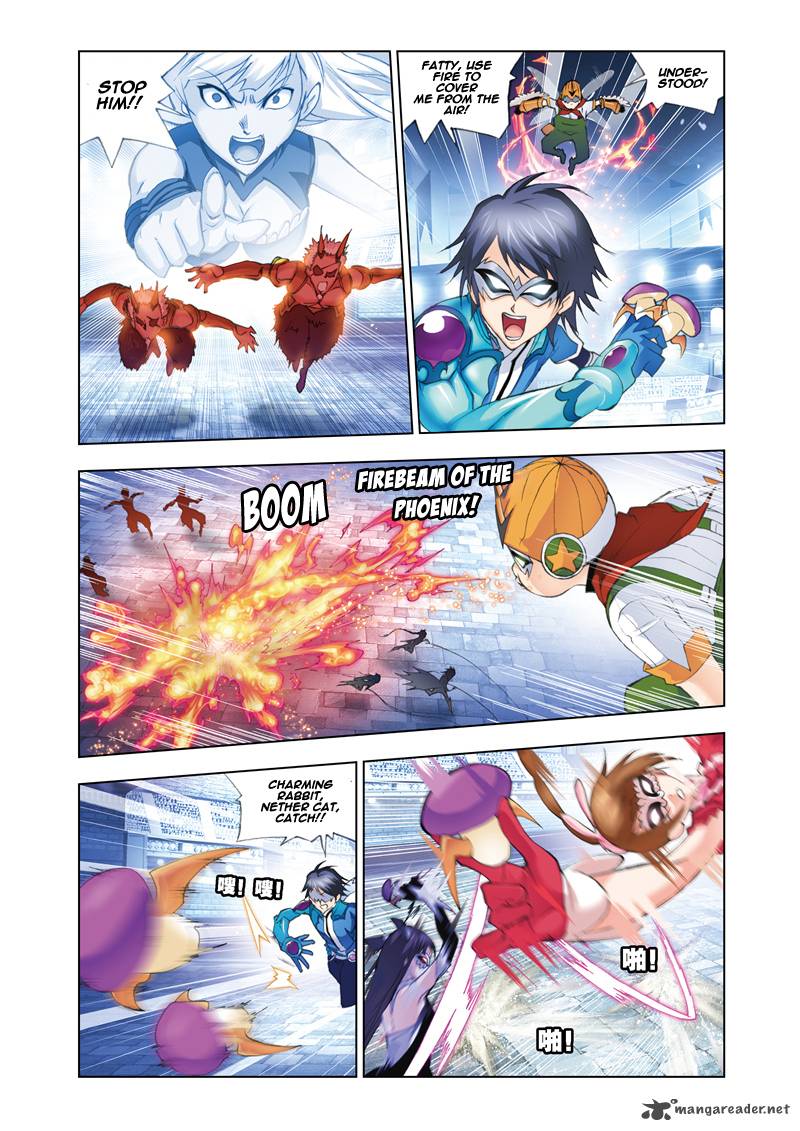 STOP
HIM!!
FATTY, USE
FIRE TO
COVER
ME FROM THE
AIR!
UNDER-
STOOD!
BOOM
FIREBEAM OF THE
PHOENIX!
CHARMING
RABBIT,
NETHER CAT,
CATCH!!
嗖! 嗖!
啪!
啪!
mangareader.net